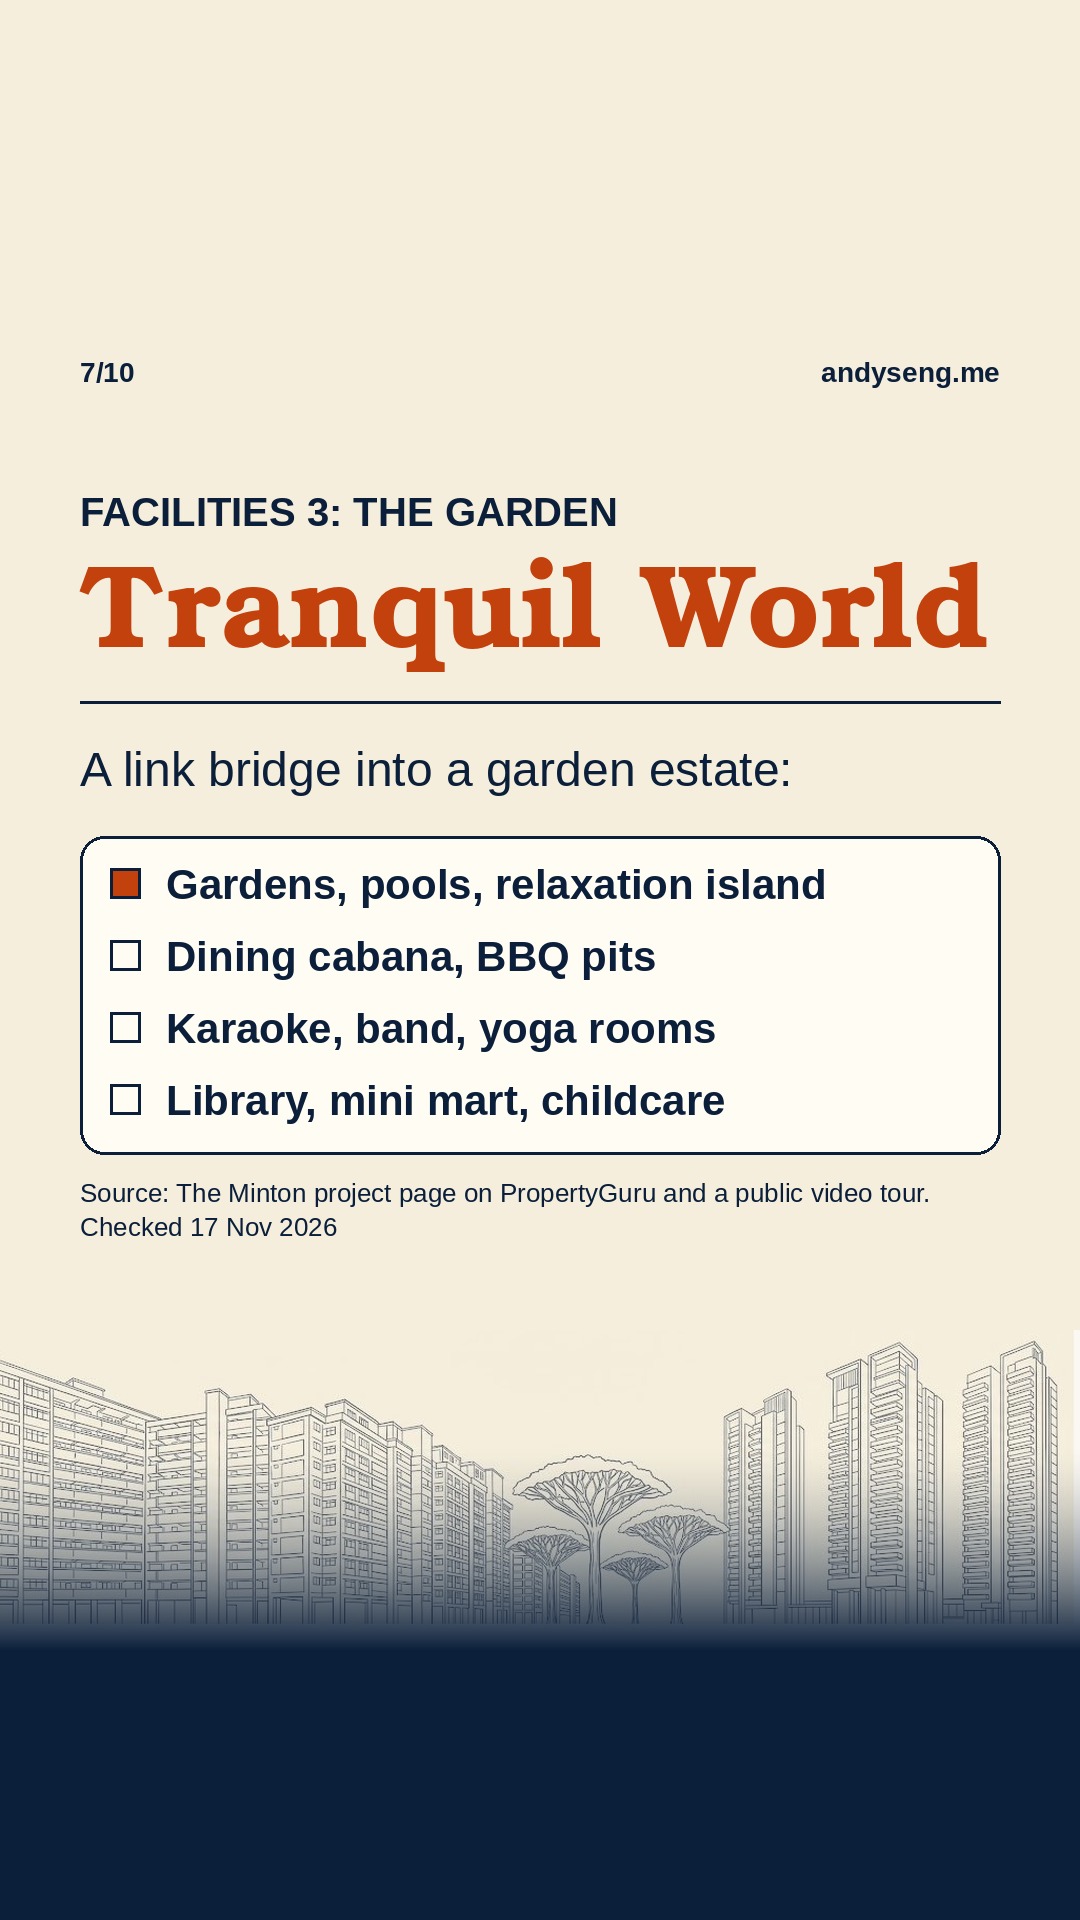 7/10
andyseng.me
FACILITIES 3: THE GARDEN
Tranquil World
A link bridge into a garden estate:
Gardens, pools, relaxation island
Dining cabana, BBQ pits
Karaoke, band, yoga rooms
Library, mini mart, childcare
Source: The Minton project page on PropertyGuru and a public video tour.
Checked 17 Nov 2026